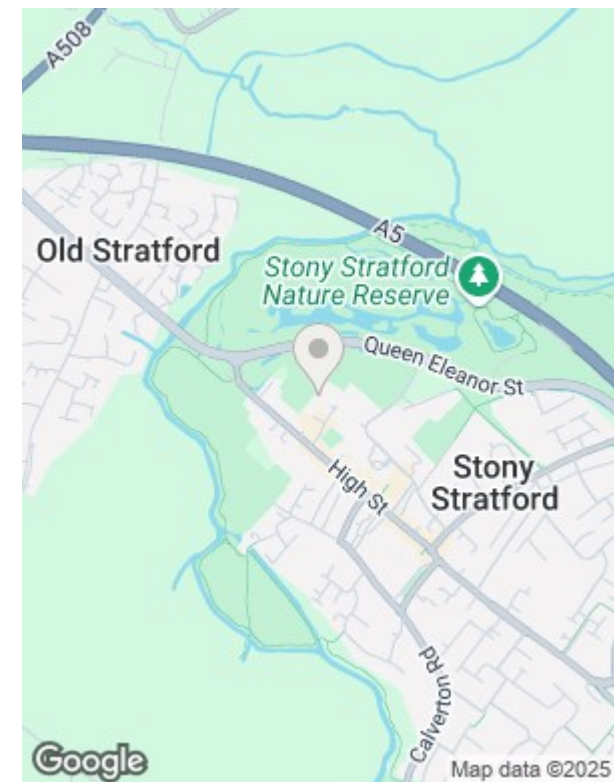 A508
Old Stratford
A5
Stony Stratford
Nature Reserve
Queen Eleanor St
High St
Stony
Stratford
Calverton Rd
Google
Map data ©2025